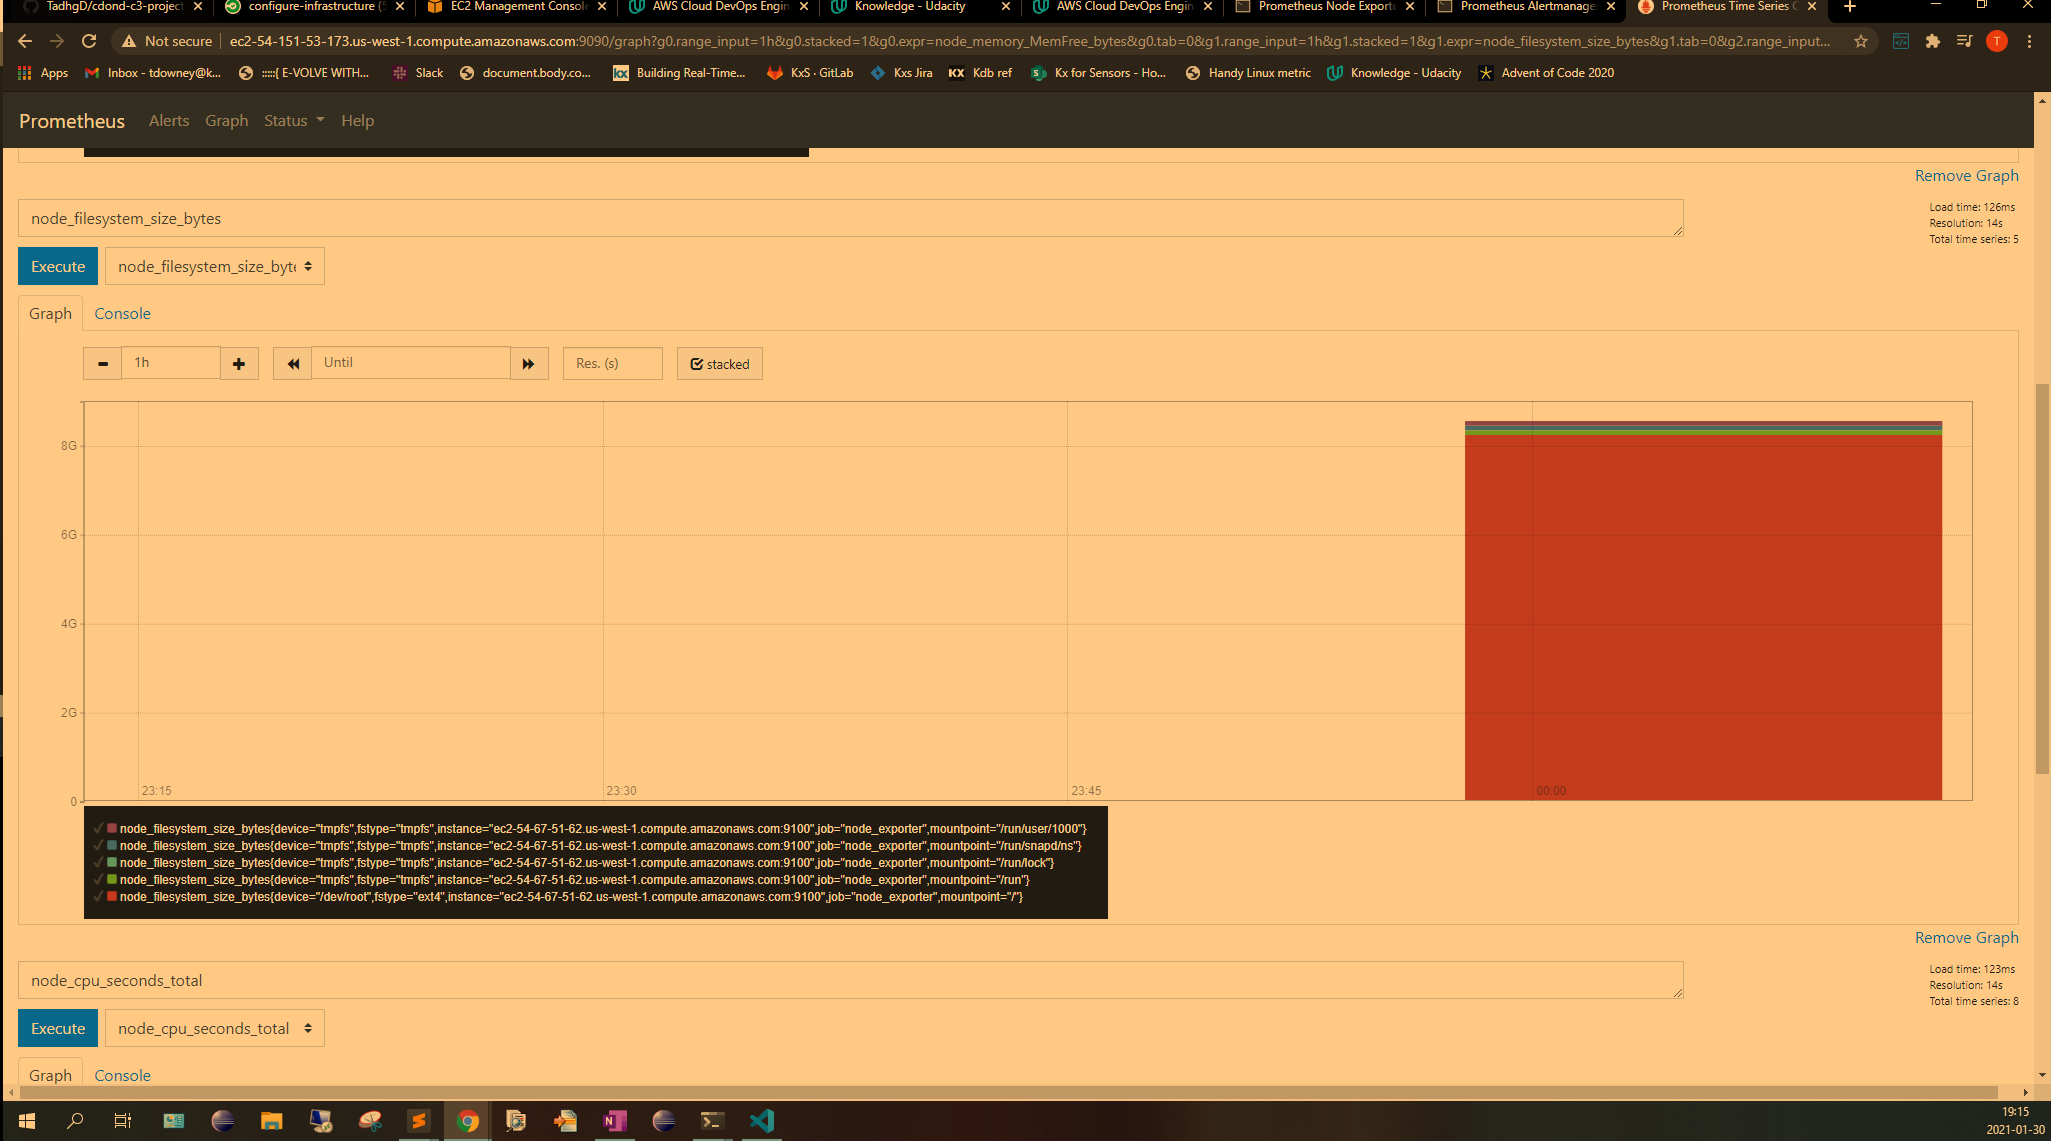 TadhgD/cdond-c3-project
configure-infrastructure (5
EC2 Management Console
AWS Cloud DevOps Engin
Knowledge - Udacity
AWS Cloud DevOps Engin
Prometheus Node Exporte
Prometheus Alertmanage
Prometheus Time Series C
Not secure
ec2-54-151-53-173.us-west-1.compute.amazonaws.com:9090/graph?g0.range_input=1h&g0.stacked=1&g0.expr=node_memory_MemFree_bytes&g0.tab=0&g1.range_input=1h&g1.stacked=1&g1.expr=node_filesystem_size_bytes&g1.tab=0&g2.range_input...
T
Apps
Inbox - tdowney@k...
:::::{ E-VOLVE WITH...
Slack
document.body.co...
kx Building Real-Time...
KxS · GitLab
Kxs Jira
KX Kdb ref
S Kx for Sensors - Ho...
Handy Linux metric
Knowledge - Udacity
Advent of Code 2020
Prometheus Alerts Graph Status Help
Remove Graph
node_filesystem_size_bytes
Load time: 126ms
Resolution: 14s
Total time series: 5
Execute node_filesystem_size_byte
Graph Console
1h Until Res. (s) stacked
8G
6G
4G
2G
0
23:15 23:30 23:45 00:00
node_filesystem_size_bytes{device="tmpfs",fstype="tmpfs",instance="ec2-54-67-51-62.us-west-1.compute.amazonaws.com:9100",job="node_exporter",mountpoint="/run/user/1000"}
node_filesystem_size_bytes{device="tmpfs",fstype="tmpfs",instance="ec2-54-67-51-62.us-west-1.compute.amazonaws.com:9100",job="node_exporter",mountpoint="/run/snapd/ns"}
node_filesystem_size_bytes{device="tmpfs",fstype="tmpfs",instance="ec2-54-67-51-62.us-west-1.compute.amazonaws.com:9100",job="node_exporter",mountpoint="/run/lock"}
node_filesystem_size_bytes{device="tmpfs",fstype="tmpfs",instance="ec2-54-67-51-62.us-west-1.compute.amazonaws.com:9100",job="node_exporter",mountpoint="/run"}
node_filesystem_size_bytes{device="/dev/root",fstype="ext4",instance="ec2-54-67-51-62.us-west-1.compute.amazonaws.com:9100",job="node_exporter",mountpoint="/"}
Remove Graph
node_cpu_seconds_total
Load time: 123ms
Resolution: 14s
Total time series: 8
Execute node_cpu_seconds_total
Graph Console
19:15
2021-01-30